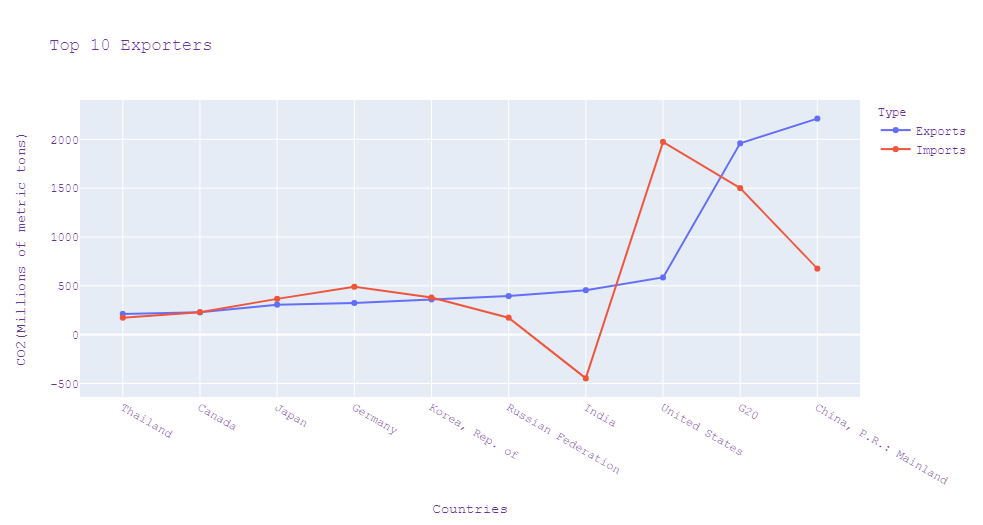 Top 10 Exporters
Type
Exports
Imports
CO2(Millions of metric tons)
2000
1500
1000
500
0
−500
Thailand
Canada
Japan
Germany
Korea, Rep. of
Russian Federation
India
United States
G20
China, P.R.: Mainland
Countries